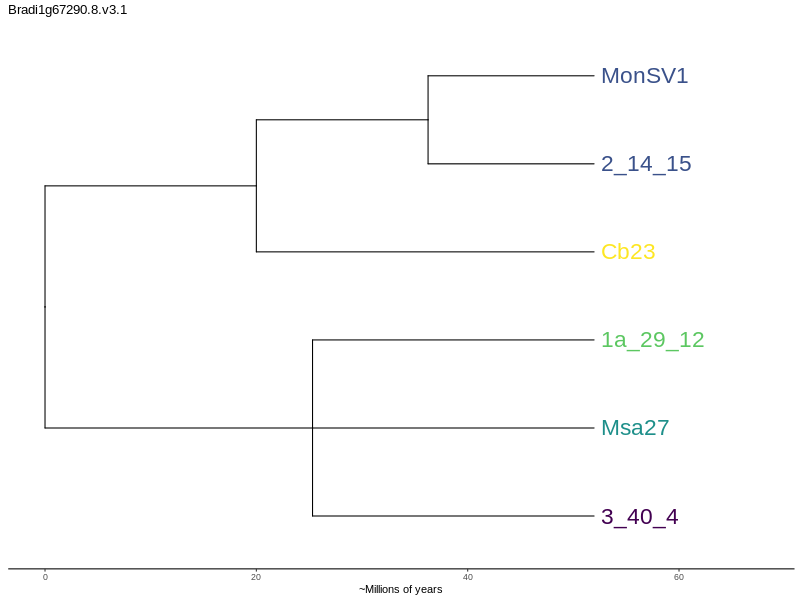 Bradi1g67290.8.v3.1
MonSV1
2_14_15
Cb23
1a_29_12
Msa27
3_40_4
0 20 40 60
~Millions of years